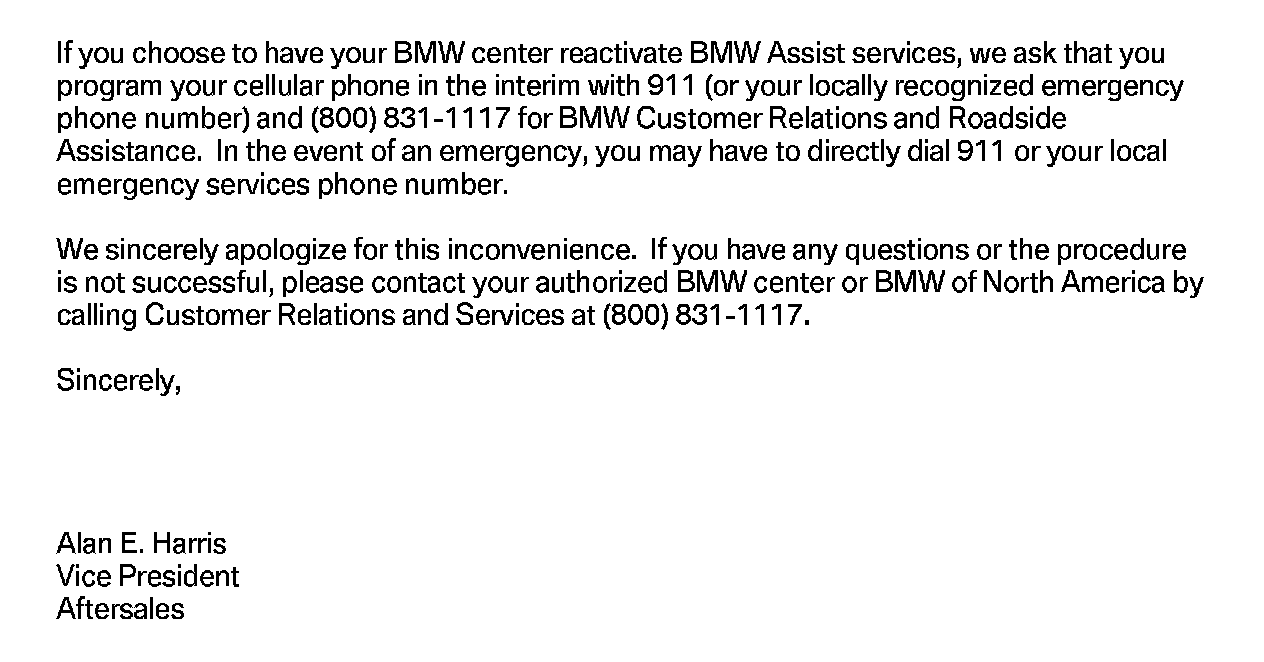 If you choose to have your BMW center reactivate BMW Assist services, we ask that you
program your cellular phone in the interim with 911 (or your locally recognized emergency
phone number) and (800) 831-1117 for BMW Customer Relations and Roadside
Assistance.  In the event of an emergency, you may have to directly dial 911 or your local
emergency services phone number.
We sincerely apologize for this inconvenience.  If you have any questions or the procedure
is not successful, please contact your authorized BMW center or BMW of North America by
calling Customer Relations and Services at (800) 831-1117.
Sincerely,
Alan E. Harris
Vice President
Aftersales